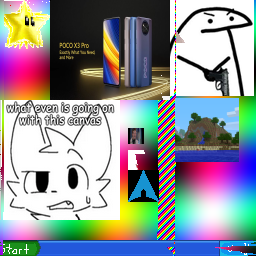 POCO X3 Pro
Exactly What You Need,
and More
what even is going on
with this canvas
Start